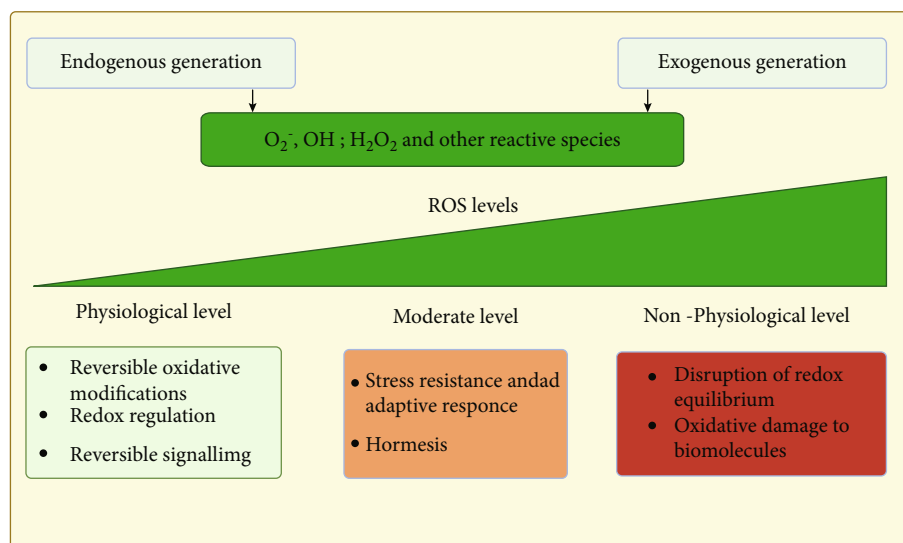 Endogenous generation
Exogenous generation
O₂⁻, OH ; H₂O₂ and other reactive species
ROS levels
Physiological level
Moderate level
Non -Physiological level
• Reversible oxidative
modifications
• Redox regulation
• Reversible signallimg
• Stress resistance andad
adaptive responce
• Hormesis
• Disruption of redox
equilibrium
• Oxidative damage to
biomolecules